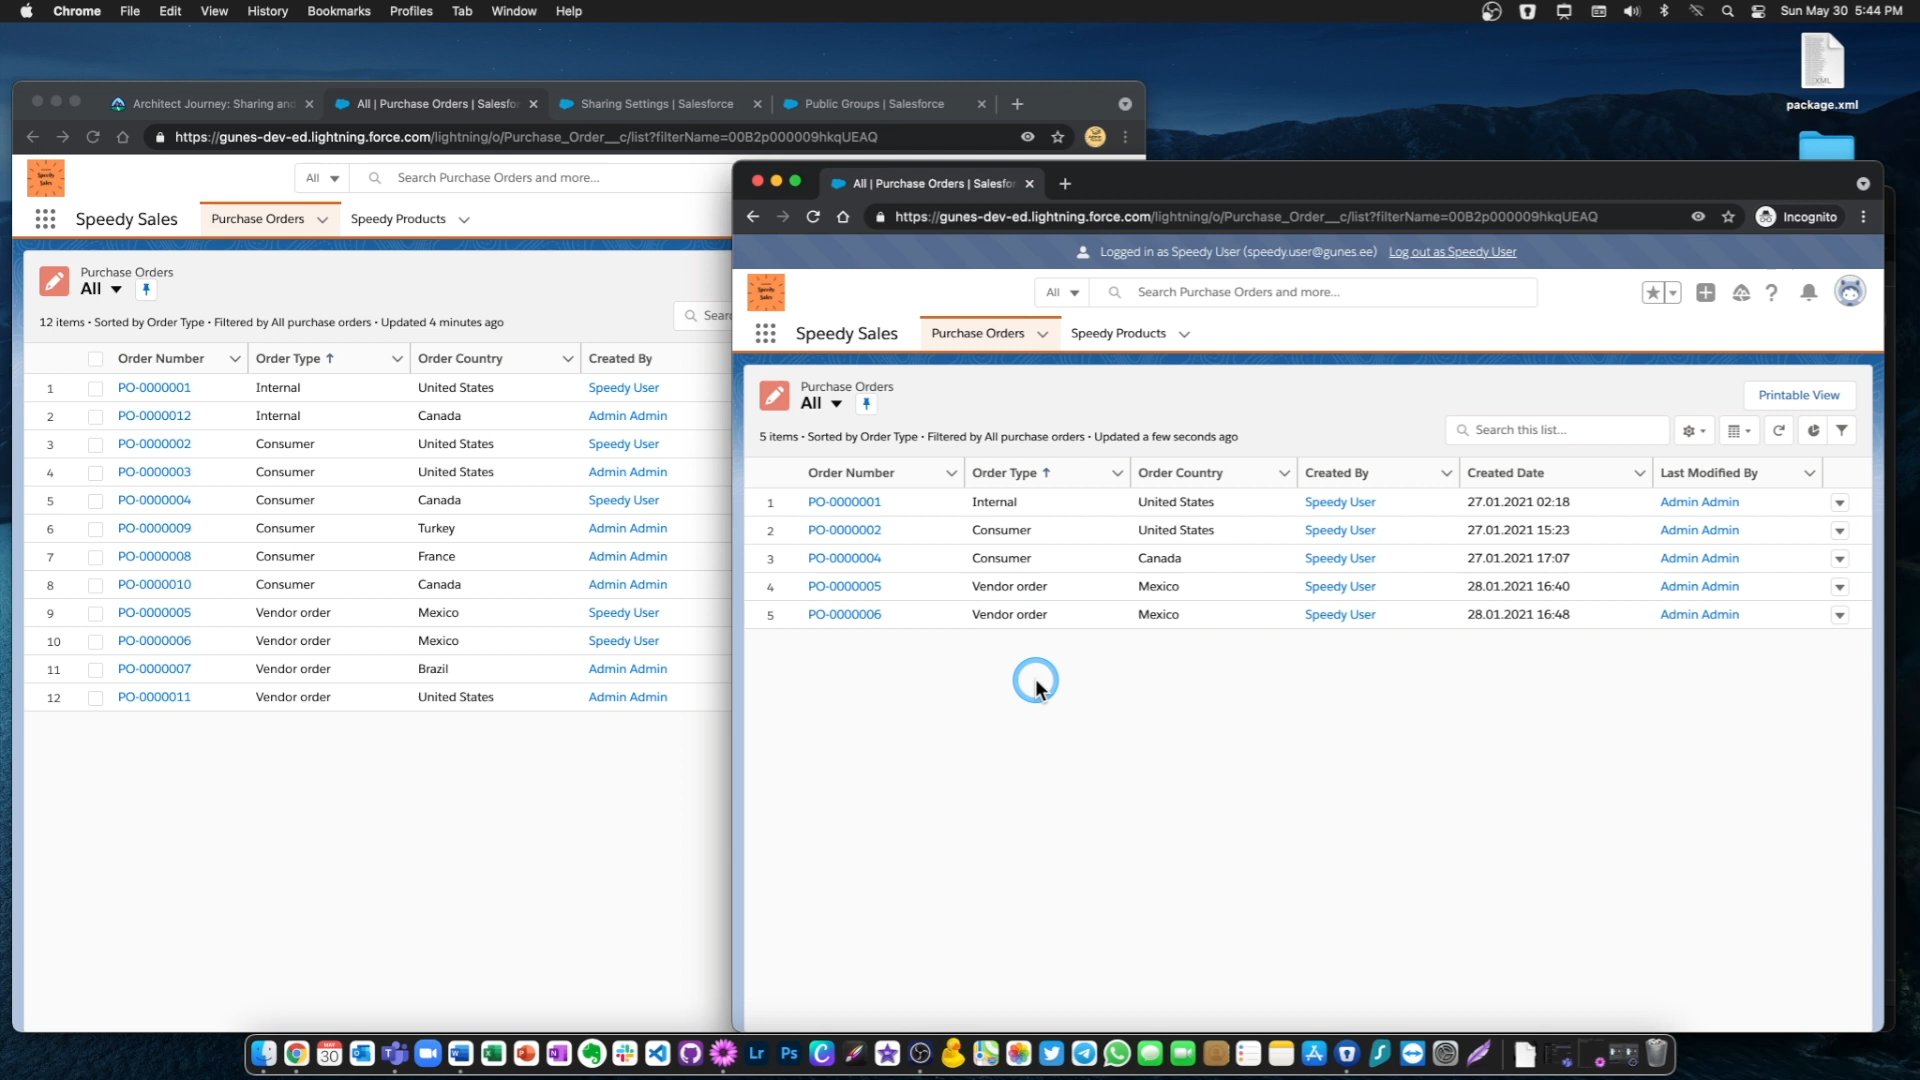 Chrome File Edit View History Bookmarks Profiles Tab Window Help Sun May 30 5:44 PM
XML
package.xml
Architect Journey: Sharing and All | Purchase Orders | Salesfor Sharing Settings | Salesforce Public Groups | Salesforce
https://gunes-dev-ed.lightning.force.com/lightning/o/Purchase_Order__c/list?filterName=00B2p000009hkqUEAQ
Speedy Sales
All Search Purchase Orders and more...
Speedy Sales Purchase Orders Speedy Products
Purchase Orders
All
12 items • Sorted by Order Type • Filtered by All purchase orders • Updated 4 minutes ago
Sear
Order Number Order Type ↑ Order Country Created By
1 PO-0000001 Internal United States Speedy User
2 PO-0000012 Internal Canada Admin Admin
3 PO-0000002 Consumer United States Speedy User
4 PO-0000003 Consumer United States Admin Admin
5 PO-0000004 Consumer Canada Speedy User
6 PO-0000009 Consumer Turkey Admin Admin
7 PO-0000008 Consumer France Admin Admin
8 PO-0000010 Consumer Canada Admin Admin
9 PO-0000005 Vendor order Mexico Speedy User
10 PO-0000006 Vendor order Mexico Speedy User
11 PO-0000007 Vendor order Brazil Admin Admin
12 PO-0000011 Vendor order United States Admin Admin
All | Purchase Orders | Salesfor
https://gunes-dev-ed.lightning.force.com/lightning/o/Purchase_Order__c/list?filterName=00B2p000009hkqUEAQ Incognito
Logged in as Speedy User (speedy.user@gunes.ee) Log out as Speedy User
Speedy Sales
All Search Purchase Orders and more...
Speedy Sales Purchase Orders Speedy Products
Purchase Orders
All
Printable View
5 items • Sorted by Order Type • Filtered by All purchase orders • Updated a few seconds ago
Search this list...
Order Number Order Type ↑ Order Country Created By Created Date Last Modified By
1 PO-0000001 Internal United States Speedy User 27.01.2021 02:18 Admin Admin
2 PO-0000002 Consumer United States Speedy User 27.01.2021 15:23 Admin Admin
3 PO-0000004 Consumer Canada Speedy User 27.01.2021 17:07 Admin Admin
4 PO-0000005 Vendor order Mexico Speedy User 28.01.2021 16:40 Admin Admin
5 PO-0000006 Vendor order Mexico Speedy User 28.01.2021 16:48 Admin Admin
MAY
30
Lr Ps